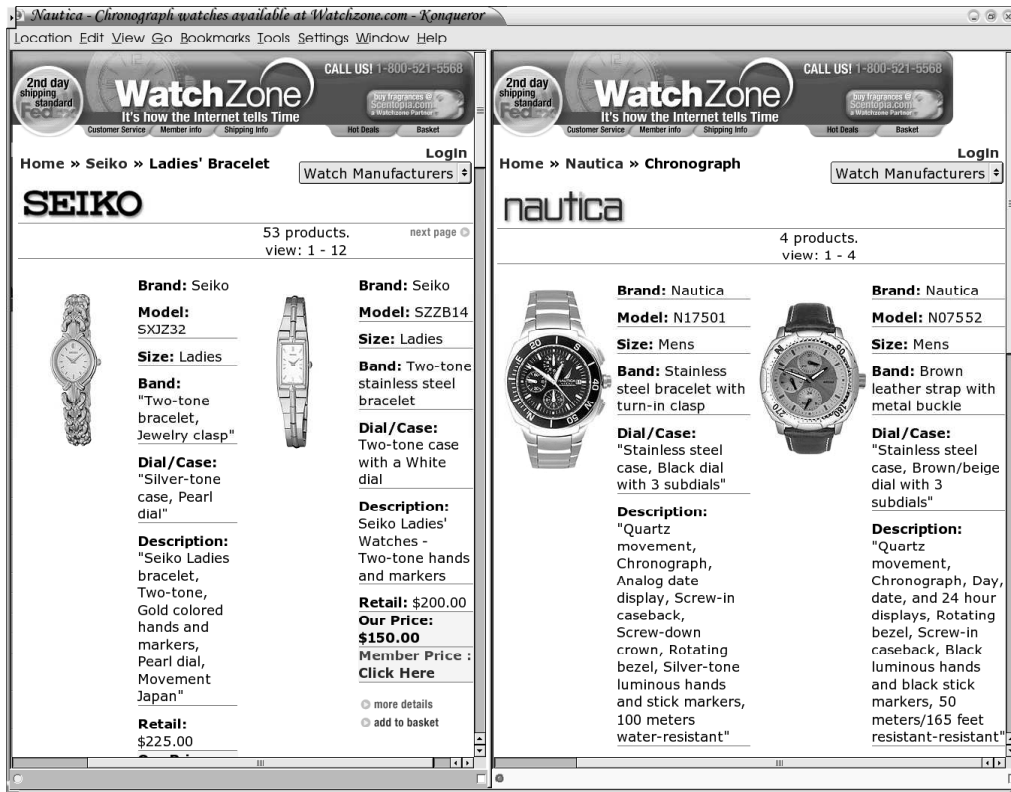 Nautica - Chronograph watches available at Watchzone.com - Konqueror
Location Edit View Go Bookmarks Tools Settings Window Help
2nd day
shipping
standard
FedEx
CALL US! 1-800-521-5568
WatchZone
It's how the Internet tells Time
buy fragrances @
Scentopia.com
a Watchzone Partner
Customer Service / Member info / Shipping Info
Hot Deals
Basket
LogIn
Home » Seiko » Ladies' Bracelet
Watch Manufacturers
SEIKO
53 products.
next page
view: 1 - 12
Brand: Seiko
Model:
SXJZ32
Size: Ladies
Band:
"Two-tone
bracelet,
Jewelry clasp"
Dial/Case:
"Silver-tone
case, Pearl
dial"
Description:
"Seiko Ladies
bracelet,
Two-tone,
Gold colored
hands and
markers,
Pearl dial,
Movement
Japan"
Retail:
$225.00
Brand: Seiko
Model: SZZB14
Size: Ladies
Band: Two-tone
stainless steel
bracelet
Dial/Case:
Two-tone case
with a White
dial
Description:
Seiko Ladies'
Watches -
Two-tone hands
and markers
Retail: $200.00
Our Price:
$150.00
Member Price :
Click Here
more details
add to basket
2nd day
shipping
standard
FedEx
CALL US! 1-800-521-5568
WatchZone
It's how the Internet tells Time
buy fragrances @
Scentopia.com
a Watchzone Partner
Customer Service / Member info / Shipping Info
Hot Deals
Basket
LogIn
Home » Nautica » Chronograph
Watch Manufacturers
nautica
4 products.
view: 1 - 4
Brand: Nautica
Model: N17501
Size: Mens
Band: Stainless
steel bracelet with
turn-in clasp
Dial/Case:
"Stainless steel
case, Black dial
with 3 subdials"
Description:
"Quartz
movement,
Chronograph,
Analog date
display, Screw-in
caseback,
Screw-down
crown, Rotating
bezel, Silver-tone
luminous hands
and stick markers,
100 meters
water-resistant"
Brand: Nautica
Model: N07552
Size: Mens
Band: Brown
leather strap with
metal buckle
Dial/Case:
"Stainless steel
case, Brown/beige
dial with 3
subdials"
Description:
"Quartz
movement,
Chronograph, Day,
date, and 24 hour
displays, Rotating
bezel, Screw-in
caseback, Black
luminous hands
and black stick
markers, 50
meters/165 feet
resistant-resistant"